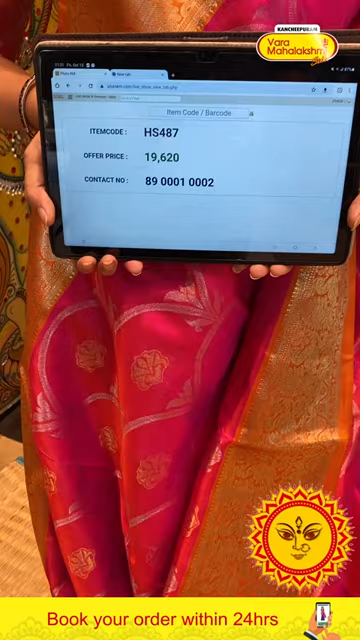 KANCHEEPURAM
Vara
Mahalakshmi
Item Code / Barcode
ITEMCODE : HS487
OFFER PRICE : 19,620
CONTACT NO : 89 0001 0002
Book your order within 24hrs